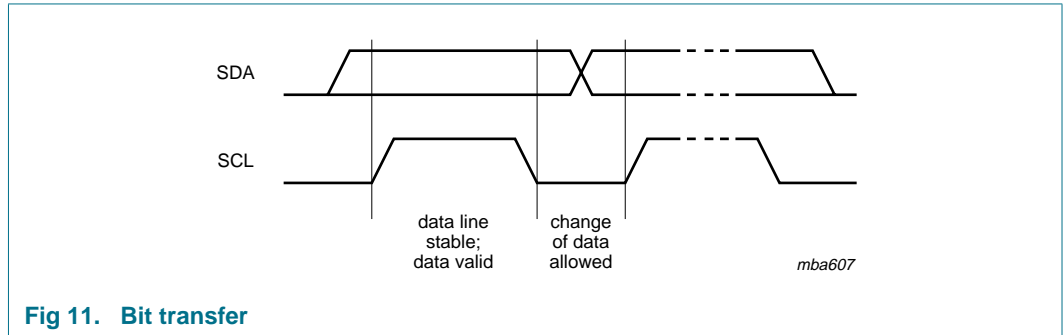 SDA
SCL
data line
stable;
data valid
change
of data
allowed
mba607
Fig 11. Bit transfer